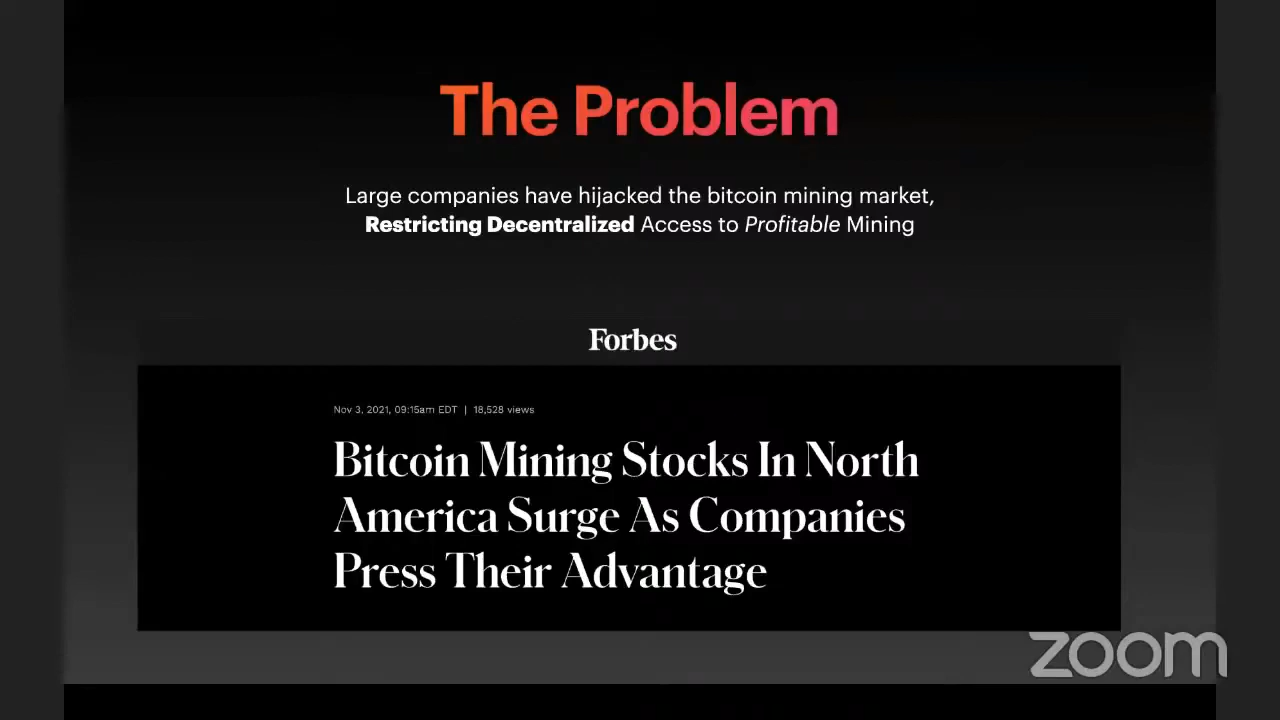 The Problem
Large companies have hijacked the bitcoin mining market,
Restricting Decentralized Access to Profitable Mining
Forbes
Nov 3, 2021, 09:15am EDT | 18,528 views
Bitcoin Mining Stocks In North
America Surge As Companies
Press Their Advantage
zoom